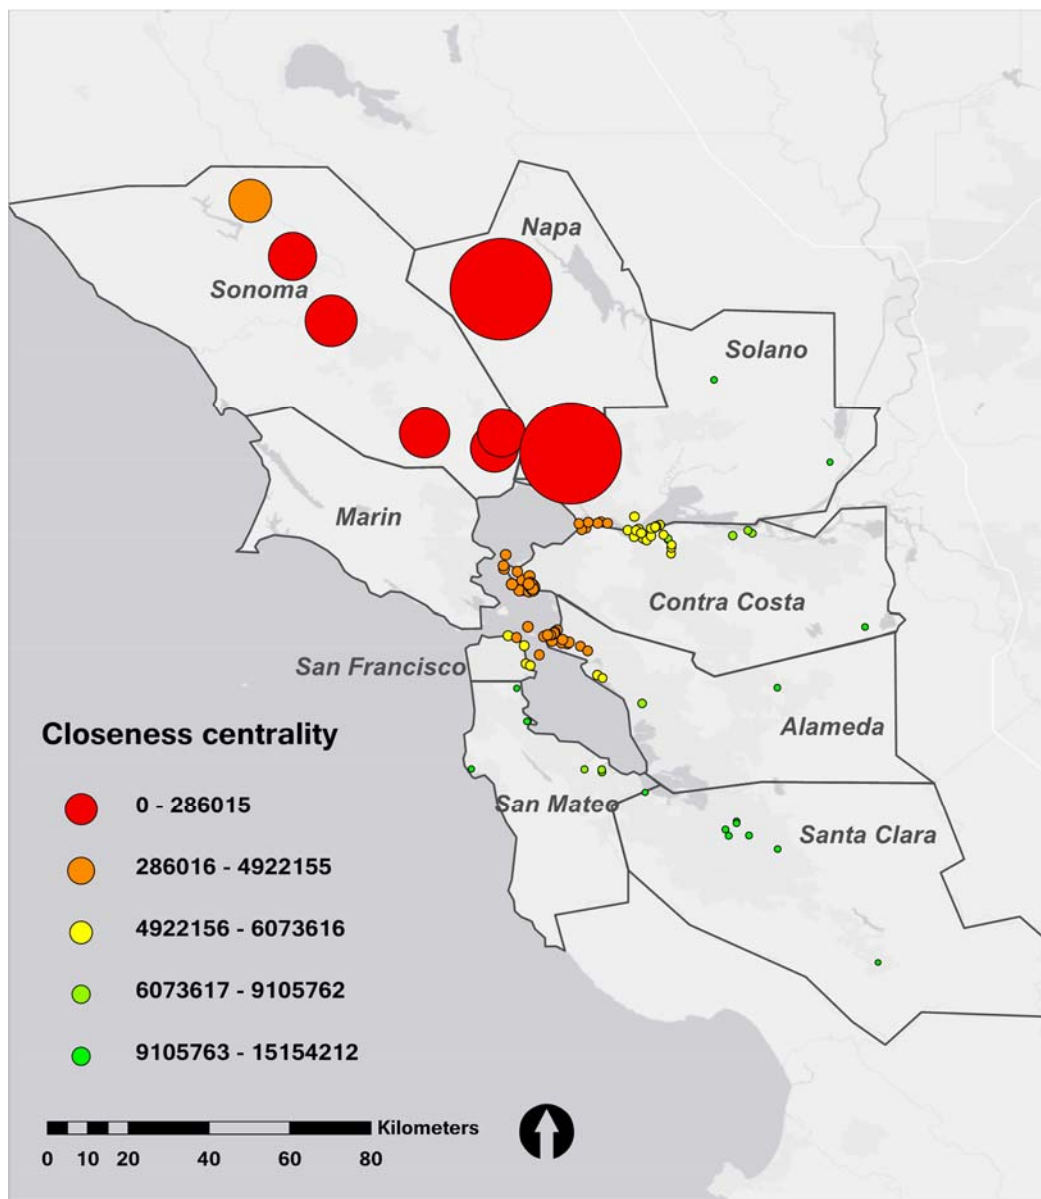 Napa
Sonoma
Solano
Marin
Contra Costa
San Francisco
Alameda
Closeness centrality
0 - 286015
San Mateo
Santa Clara
286016 - 4922155
4922156 - 6073616
6073617 - 9105762
9105763 - 15154212
Kilometers
0 10 20 40 60 80